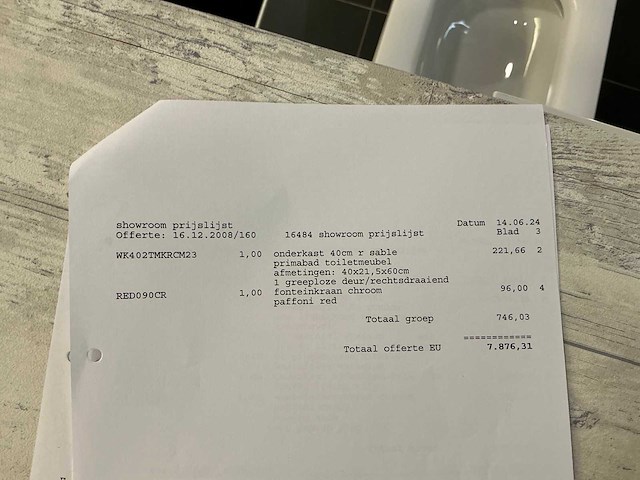 showroom prijslijst Datum 14.06.24
Offerte: 16.12.2008/160 16484 showroom prijslijst Blad 3
WK402TMKRCM23 1,00 onderkast 40cm r sable 221,66 2
primabad toiletmeubel
afmetingen: 40x21,5x60cm
1 greeploze deur/rechtsdraaiend
RED090CR 1,00 fonteinkraan chroom 96,00 4
paffoni red
Totaal groep 746,03
============
Totaal offerte EU 7.876,31